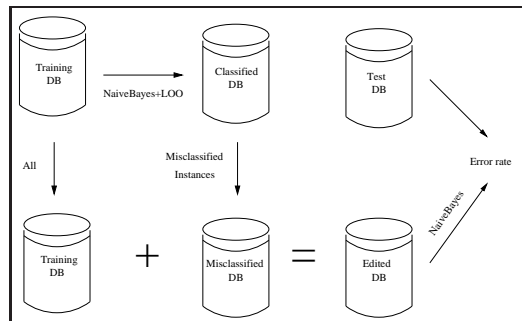 Training
DB
NaiveBayes+LOO
Classified
DB
Test
DB
All
Misclassified
Instances
Error rate
Training
DB
+
Misclassified
DB
=
Edited
DB
NaiveBayes